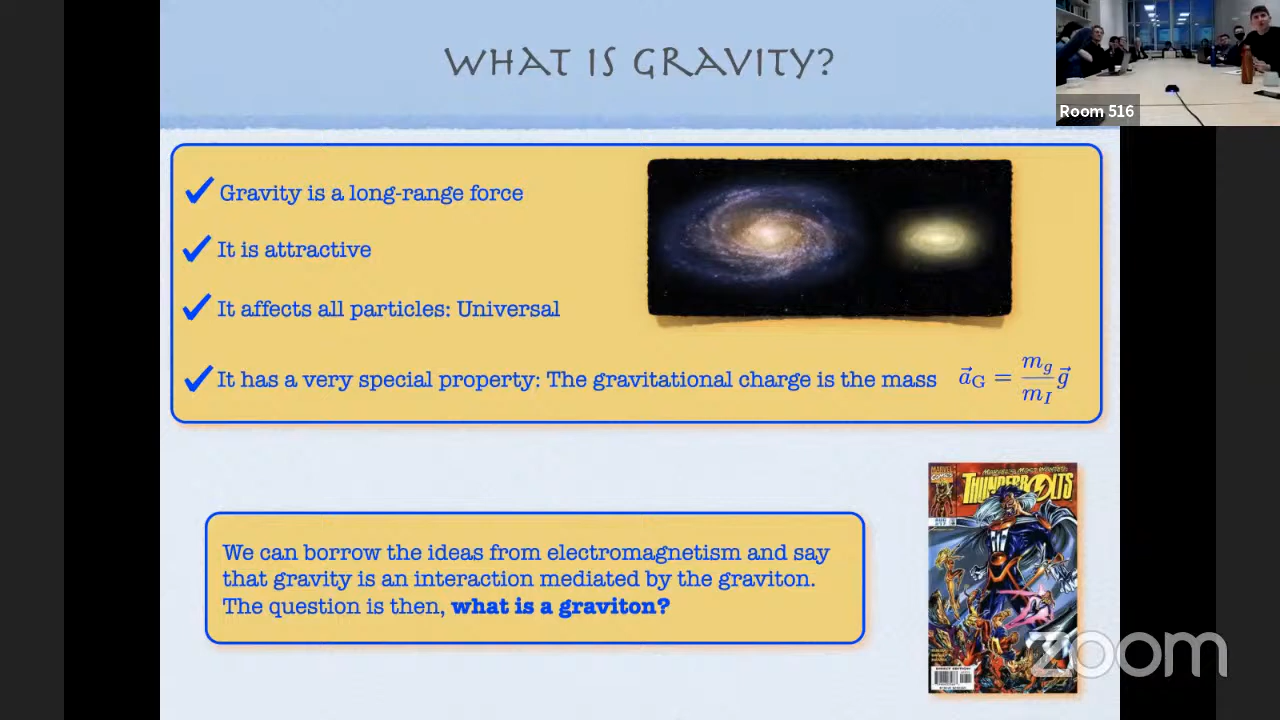 WHAT IS GRAVITY?
Room 516
✓ Gravity is a long-range force
✓ It is attractive
✓ It affects all particles: Universal
✓ It has a very special property: The gravitational charge is the mass $\vec{a}_{\mathrm{G}} = \frac{m_g}{m_I}\vec{g}$
We can borrow the ideas from electromagnetism and say
that gravity is an interaction mediated by the graviton.
The question is then, what is a graviton?
MARVEL COMICS
THUNDERBOLTS
zoom